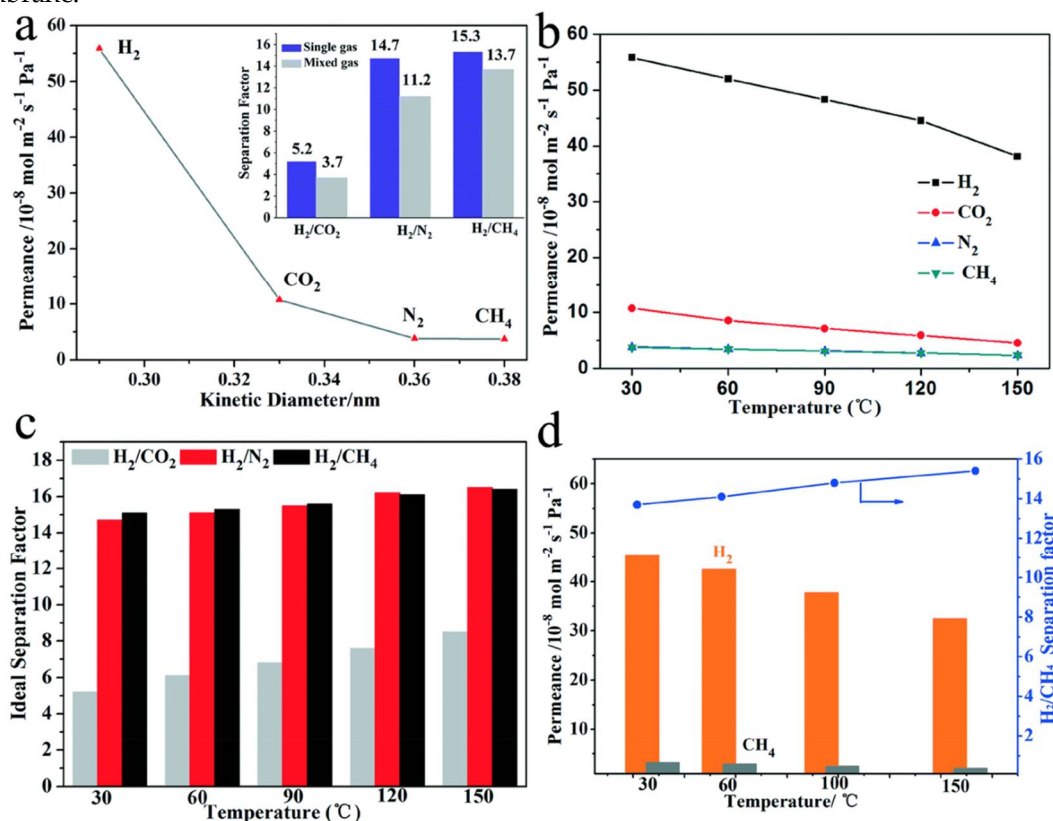 a
Permeance /10⁻⁸ mol m⁻² s⁻¹ Pa⁻¹
60
50
40
30
20
10
0
H₂
CO₂
N₂
CH₄
0.30 0.32 0.34 0.36 0.38
Kinetic Diameter/nm
Separation Factor
16
14
12
10
8
6
4
2
0
Single gas
Mixed gas
5.2 3.7
14.7 11.2
15.3 13.7
H₂/CO₂ H₂/N₂ H₂/CH₄
b
Permeance /10⁻⁸ mol m⁻² s⁻¹ Pa⁻¹
60
50
40
30
20
10
0
H₂
CO₂
N₂
CH₄
30 60 90 120 150
Temperature (℃)
c
Ideal Separation Factor
18
16
14
12
10
8
6
4
2
0
H₂/CO₂ H₂/N₂ H₂/CH₄
30 60 90 120 150
Temperature (℃)
d
Permeance /10⁻⁸ mol m⁻² s⁻¹ Pa⁻¹
60
50
40
30
20
10
H₂
CH₄
30 60 100 150
Temperature/ ℃
16
14
12
10
8
6
4
2
H₂/CH₄ Separation factor